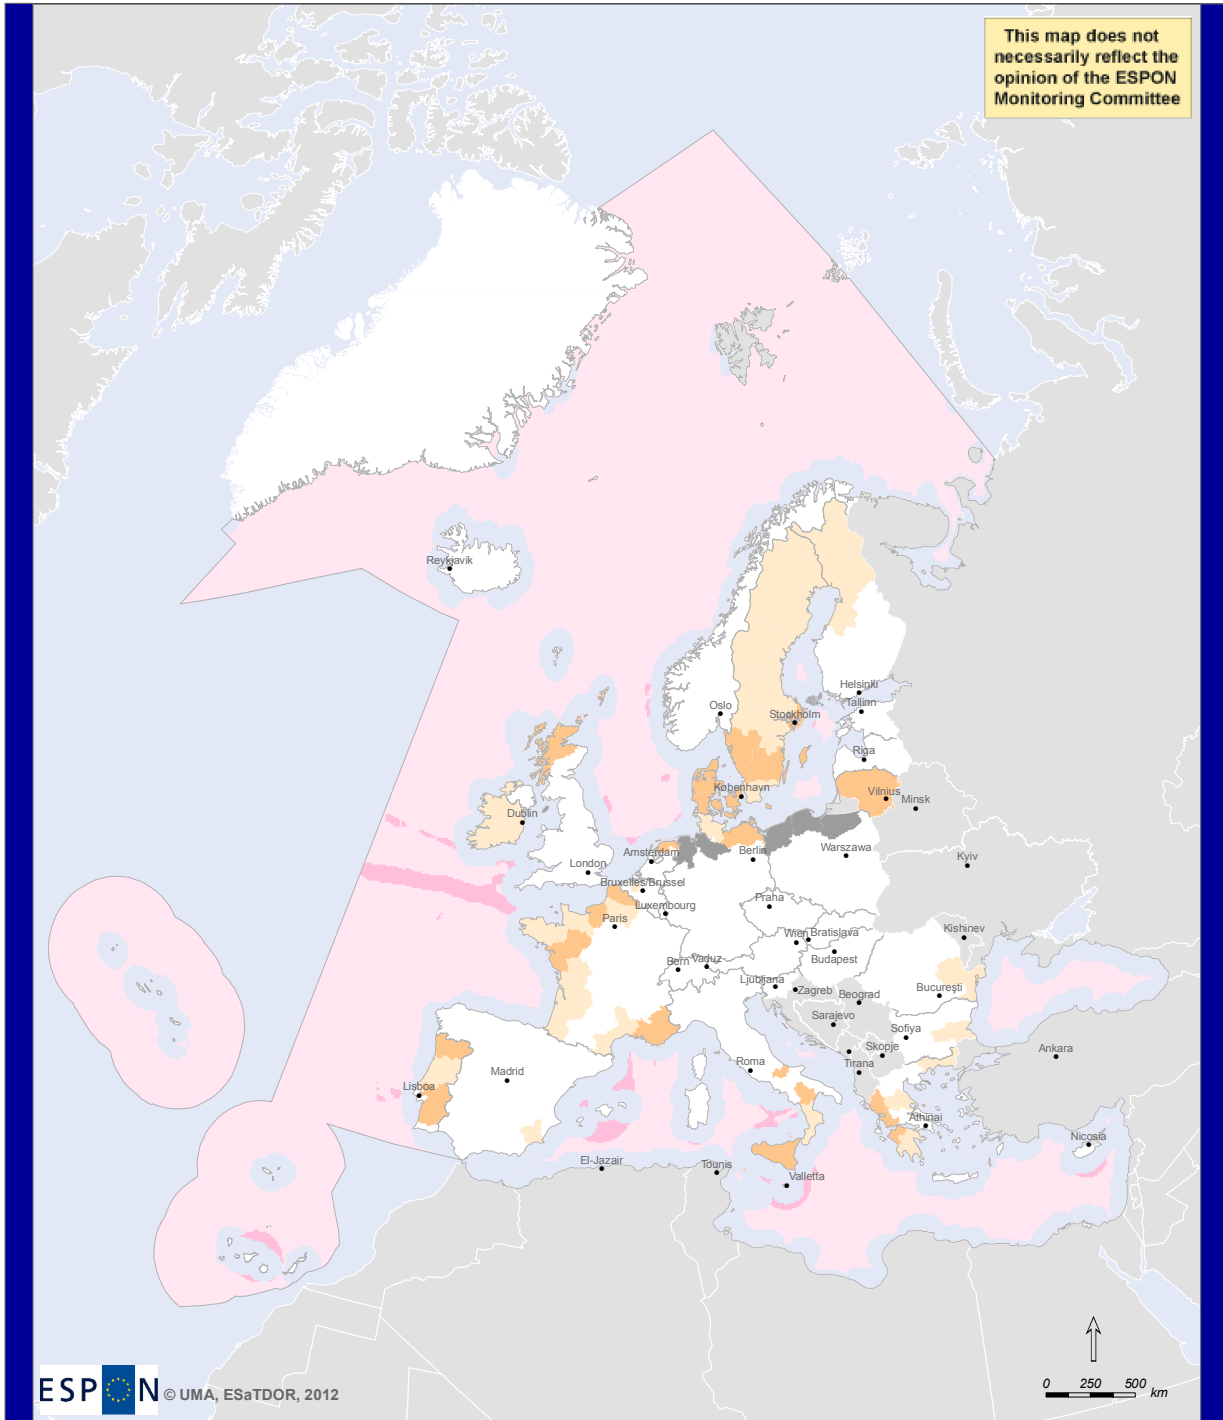 This map does not
necessarily reflect the
opinion of the ESPON
Monitoring Committee
Reykjavik
Helsinki
Tallinn
Oslo
Stockholm
Riga
København
Vilnius
Minsk
Dublin
Amsterdam
Berlin
Warszawa
London
Kyiv
Bruxelles/Brussel
Praha
Luxembourg
Paris
Wien
Bratislava
Kishinev
Bern
Vaduz
Budapest
Ljubljana
Zagreb
Beograd
Bucureşti
Sarajevo
Sofiya
Skopje
Ankara
Roma
Tirana
Madrid
Lisboa
Athinai
Nicosia
El-Jazair
Tounis
Valletta
0 250 500
km
ESPON © UMA, ESaTDOR, 2012